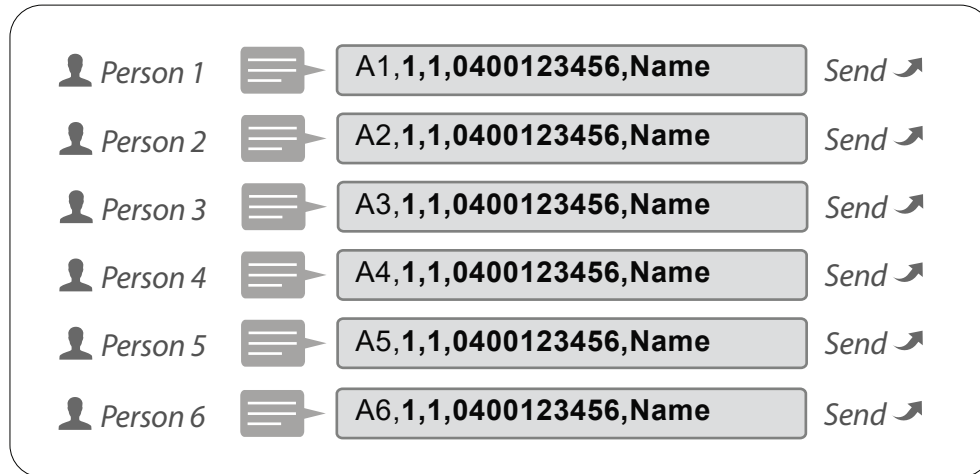 Person 1 A1,1,1,0400123456,Name Send
Person 2 A2,1,1,0400123456,Name Send
Person 3 A3,1,1,0400123456,Name Send
Person 4 A4,1,1,0400123456,Name Send
Person 5 A5,1,1,0400123456,Name Send
Person 6 A6,1,1,0400123456,Name Send